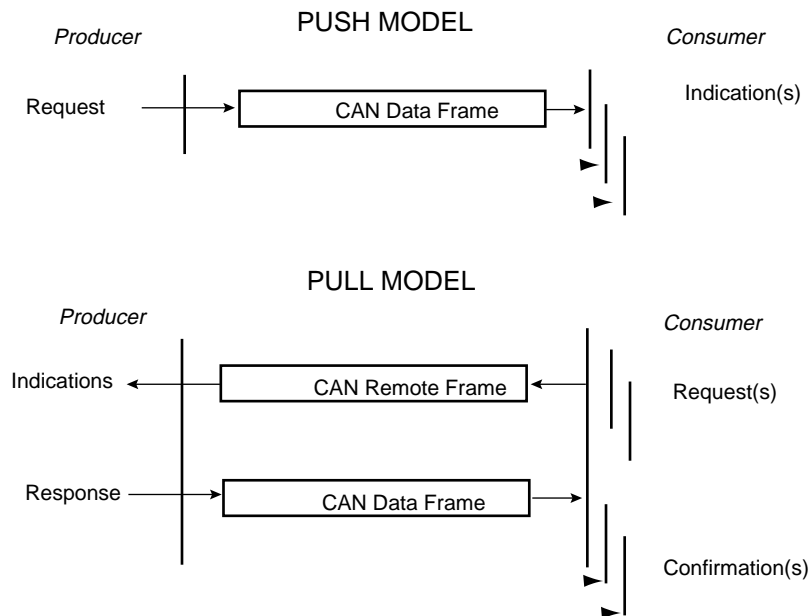 PUSH MODEL
Producer
Consumer
Request
CAN Data Frame
Indication(s)
PULL MODEL
Producer
Consumer
Indications
CAN Remote Frame
Request(s)
Response
CAN Data Frame
Confirmation(s)